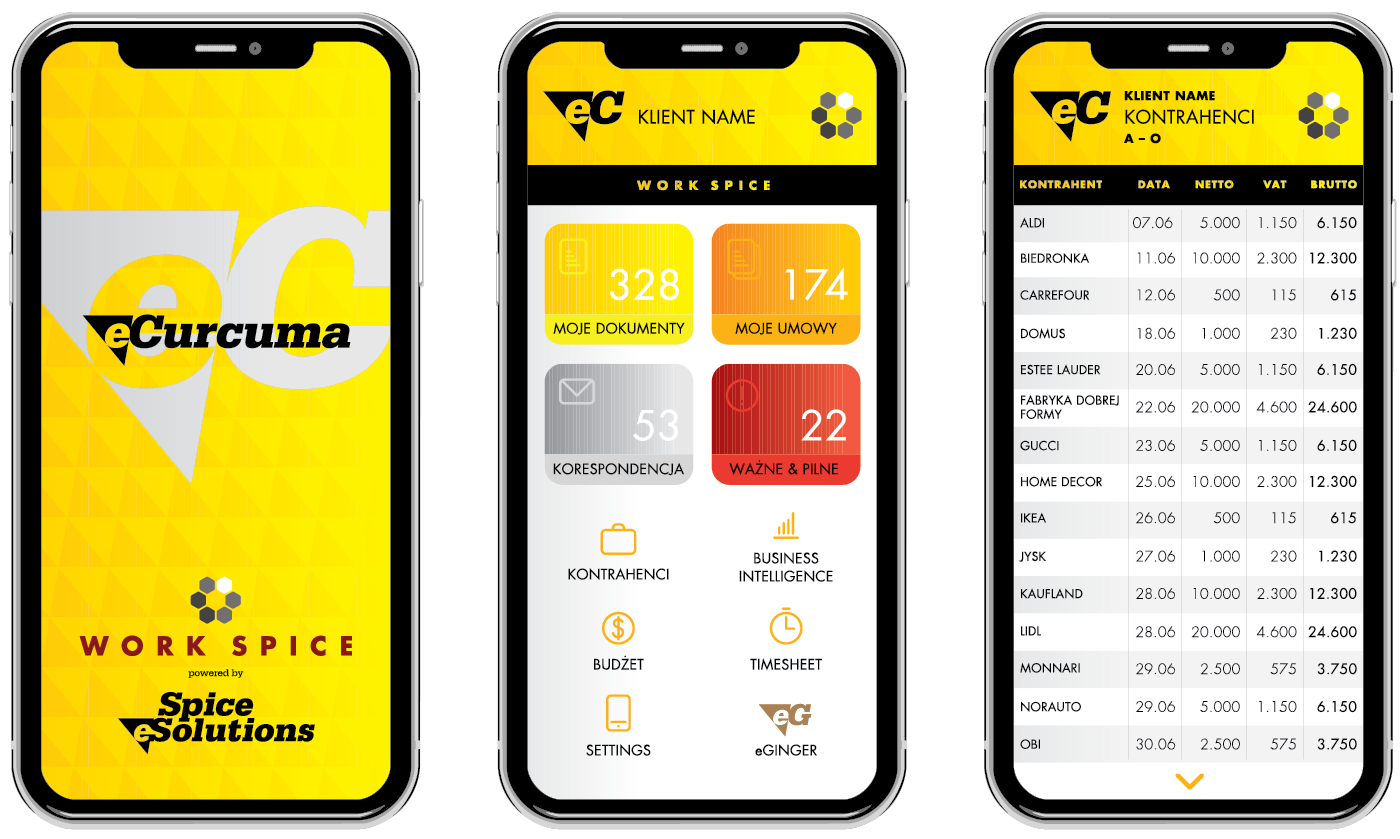 eC
eCurcuma
WORK SPICE
powered by
Spice
eSolutions
eC KLIENT NAME
WORK SPICE
328
MOJE DOKUMENTY
174
MOJE UMOWY
53
KORESPONDENCJA
22
WAŻNE & PILNE
KONTRAHENCI
BUSINESS
INTELLIGENCE
BUDŻET
TIMESHEET
SETTINGS
eG
eGINGER
eC
KLIENT NAME
KONTRAHENCI
A – O
KONTRAHENT DATA NETTO VAT BRUTTO
ALDI 07.06 5.000 1.150 6.150
BIEDRONKA 11.06 10.000 2.300 12.300
CARREFOUR 12.06 500 115 615
DOMUS 18.06 1.000 230 1.230
ESTEE LAUDER 20.06 5.000 1.150 6.150
FABRYKA DOBREJ
FORMY 22.06 20.000 4.600 24.600
GUCCI 23.06 5.000 1.150 6.150
HOME DECOR 25.06 10.000 2.300 12.300
IKEA 26.06 500 115 615
JYSK 27.06 1.000 230 1.230
KAUFLAND 28.06 10.000 2.300 12.300
LIDL 28.06 20.000 4.600 24.600
MONNARI 29.06 2.500 575 3.750
NORAUTO 29.06 5.000 1.150 6.150
OBI 30.06 2.500 575 3.750